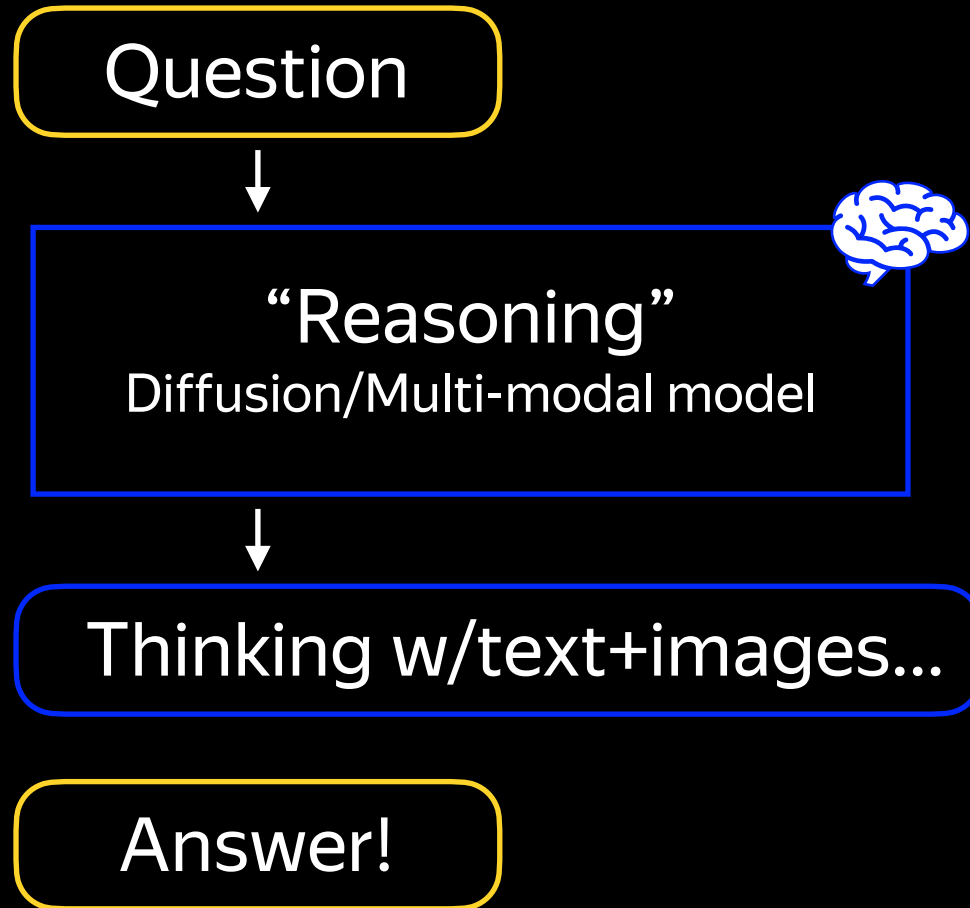 Question
“Reasoning”
Diffusion/Multi-modal model
Thinking w/text+images...
Answer!